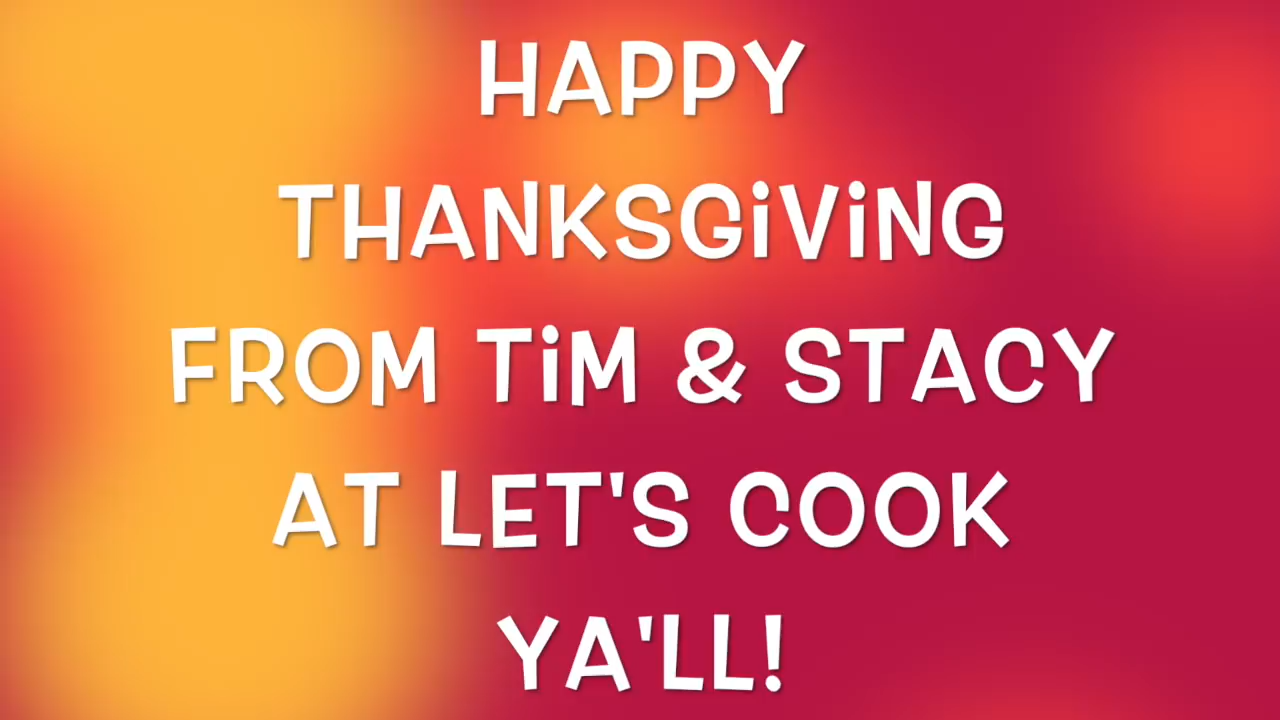 HAPPY
THANKSGiViNG
FROM TiM & STACY
AT LET'S COOK
YA'LL!